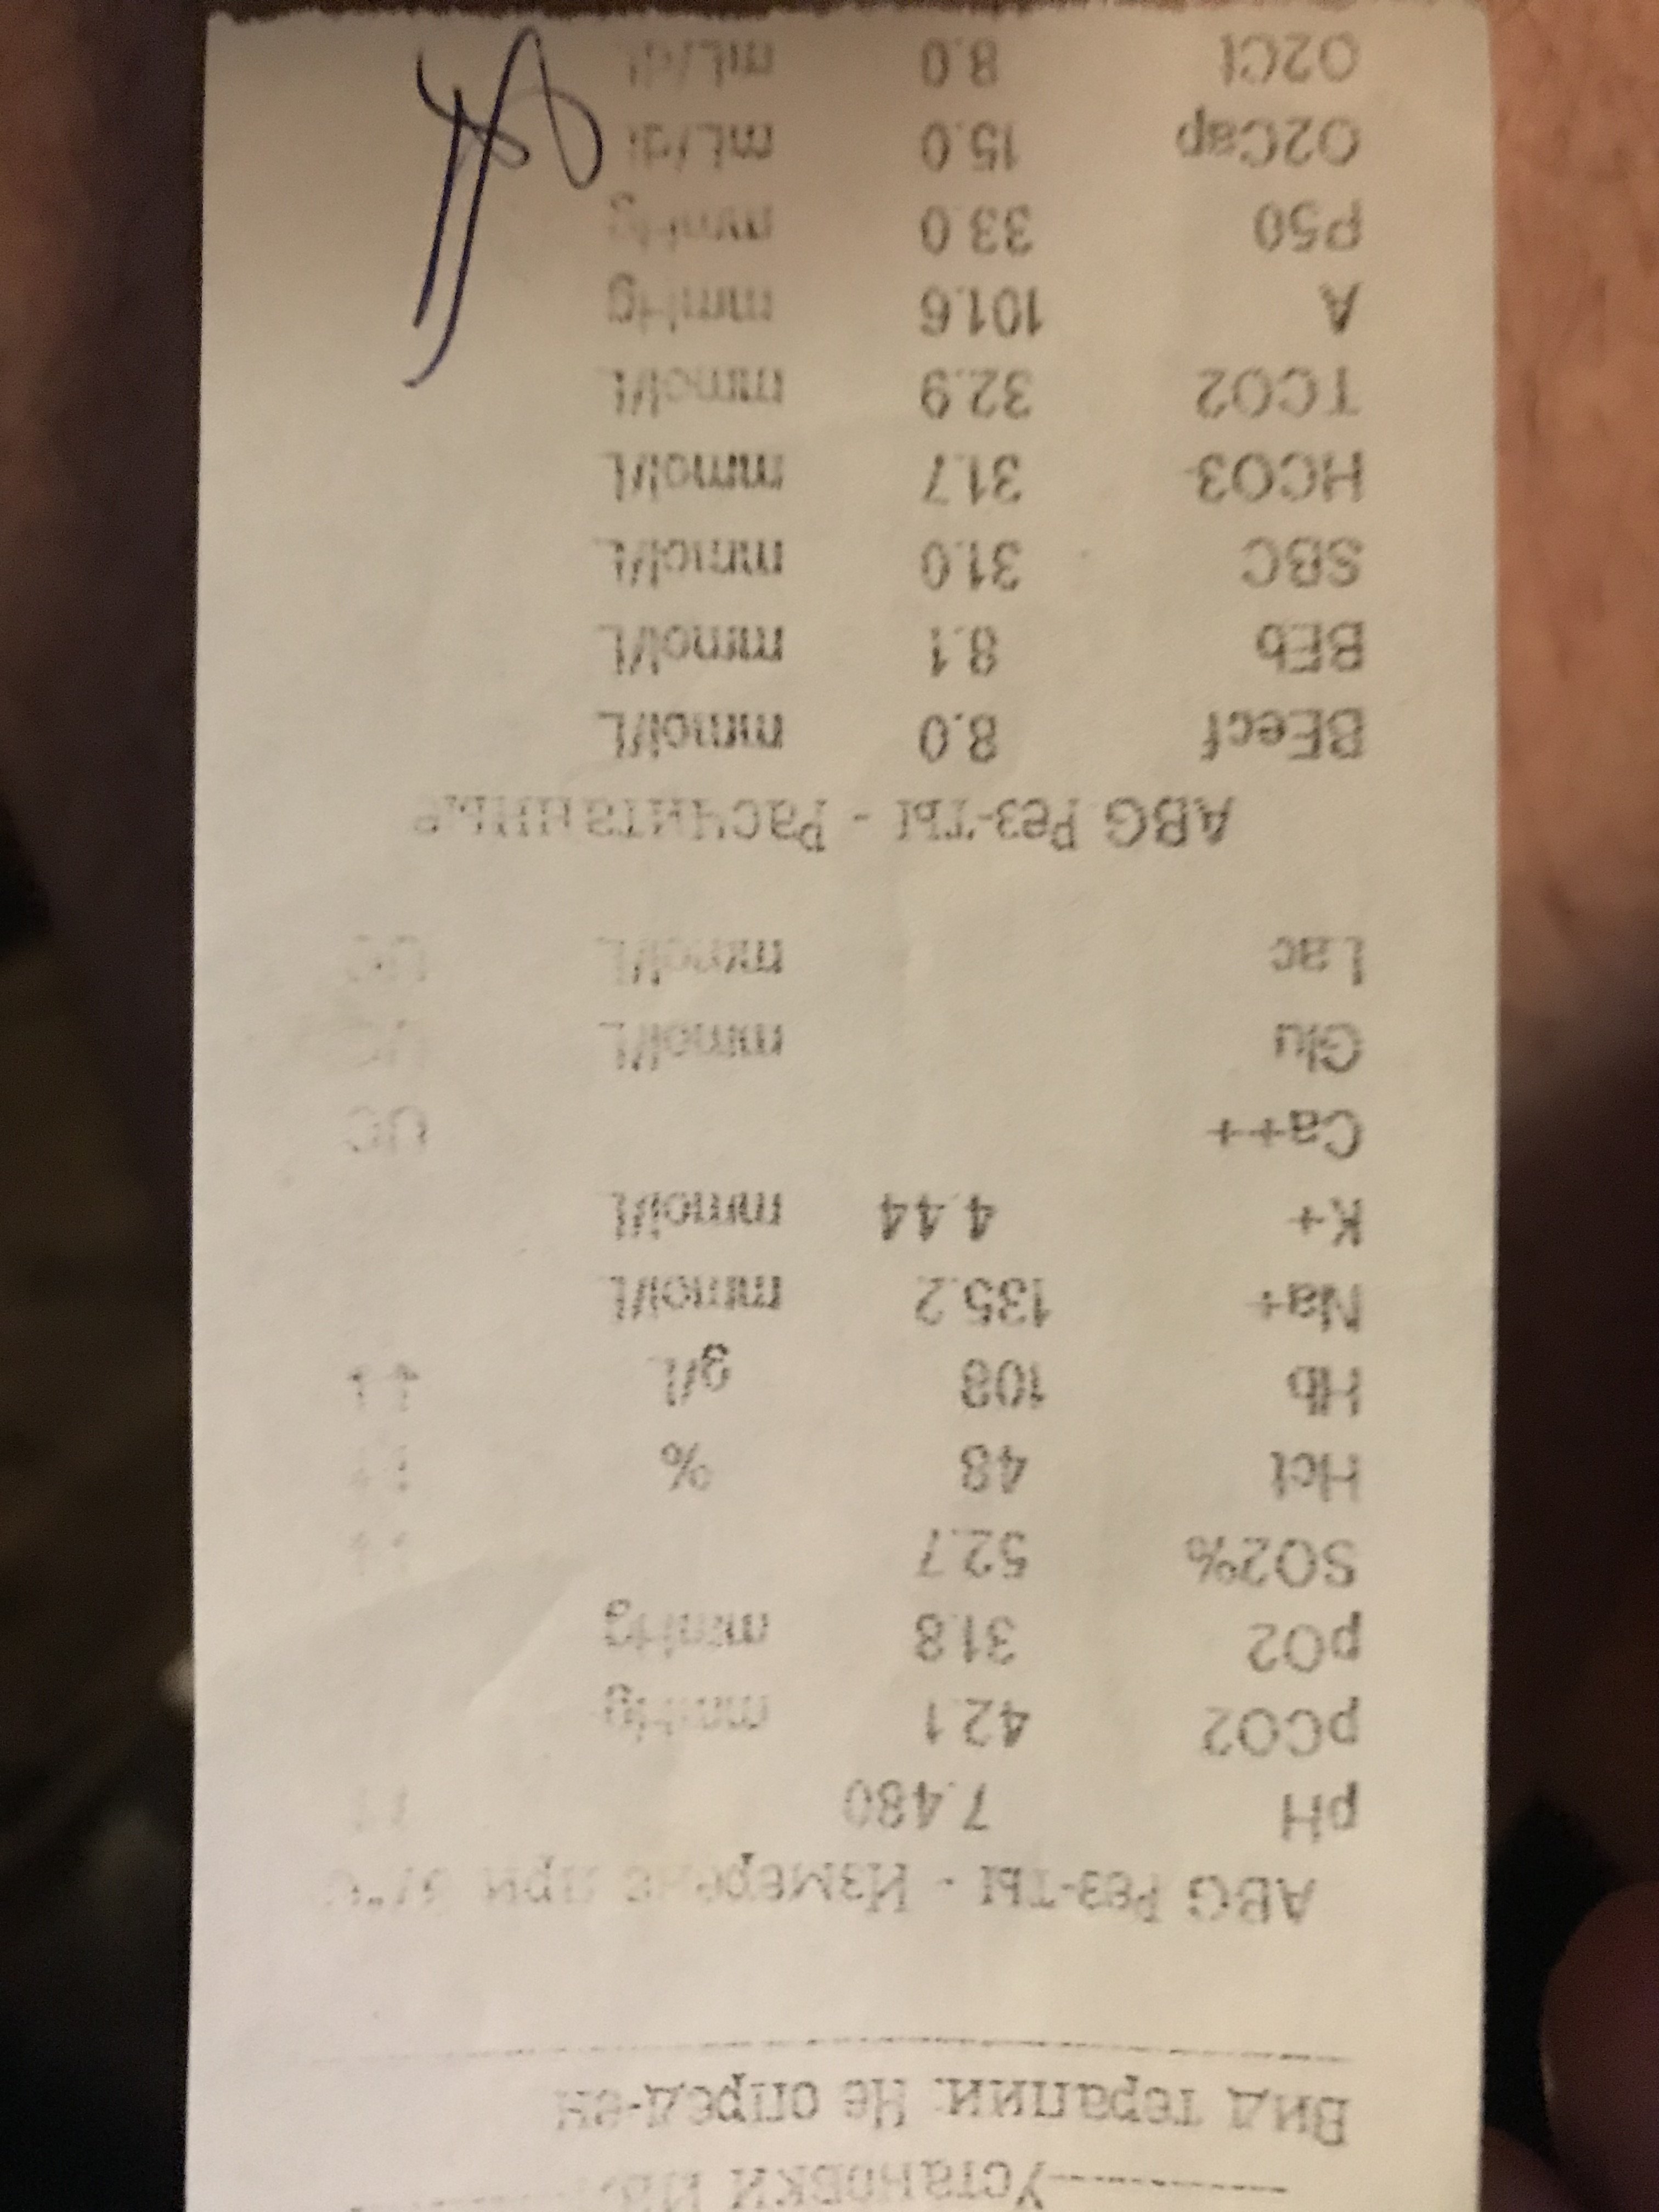 Установки
Вид терапии: Не опред-ен
ABG Рез-ты - Измерено при
pH 7.480
pCO2 42.1 mmHg
pO2 31.8 mmHg
SO2% 52.7
Hct 48 %
Hb 108 g/L
Na+ 135.2 mmol/L
K+ 4.44 mmol/L
Ca++ UC
Glu mmol/L UC
Lac mmol/L UC
ABG Рез-ты - Расчитанные
BEecf 8.0 mmol/L
BEb 8.1 mmol/L
SBC 31.0 mmol/L
HCO3- 31.7 mmol/L
TCO2 32.9 mmol/L
A 101.6 mmHg
P50 33.0 mmHg
O2Cap 15.0 mL/dl
O2Ct 8.0 mL/dl